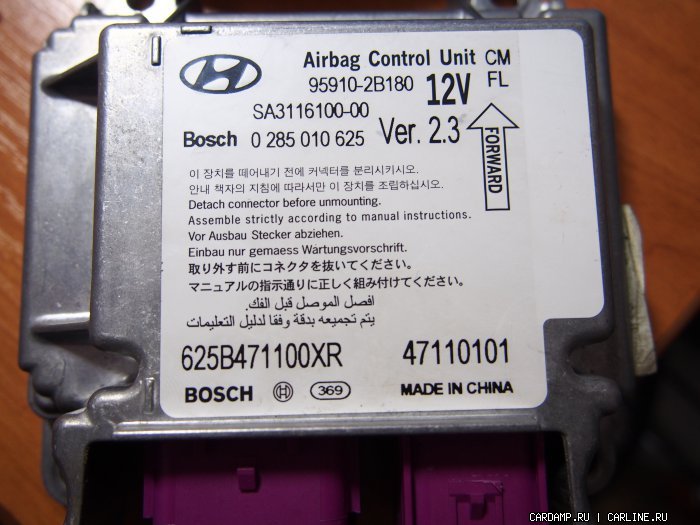 Airbag Control Unit CM
95910-2B180 12V FL
SA3116100-00
Bosch 0 285 010 625 Ver. 2.3
FORWARD
이 장치를 떼어내기 전에 커넥터를 분리시키시오.
안내 책자의 지침에 따라서만 이 장치를 조립하십시오.
Detach connector before unmounting.
Assemble strictly according to manual instructions.
Vor Ausbau Stecker abziehen.
Einbau nur gemaess Wartungsvorschrift.
取り外す前にコネクタを抜いてください。
マニュアルの指示通りに正しく組み付けてください。
افصل الموصل قبل الفك.
يتم تجميعه بدقة وفقا لدليل التعليمات
625B471100XR 47110101
BOSCH 369 MADE IN CHINA
CARDAMP.RU | CARLINE.RU